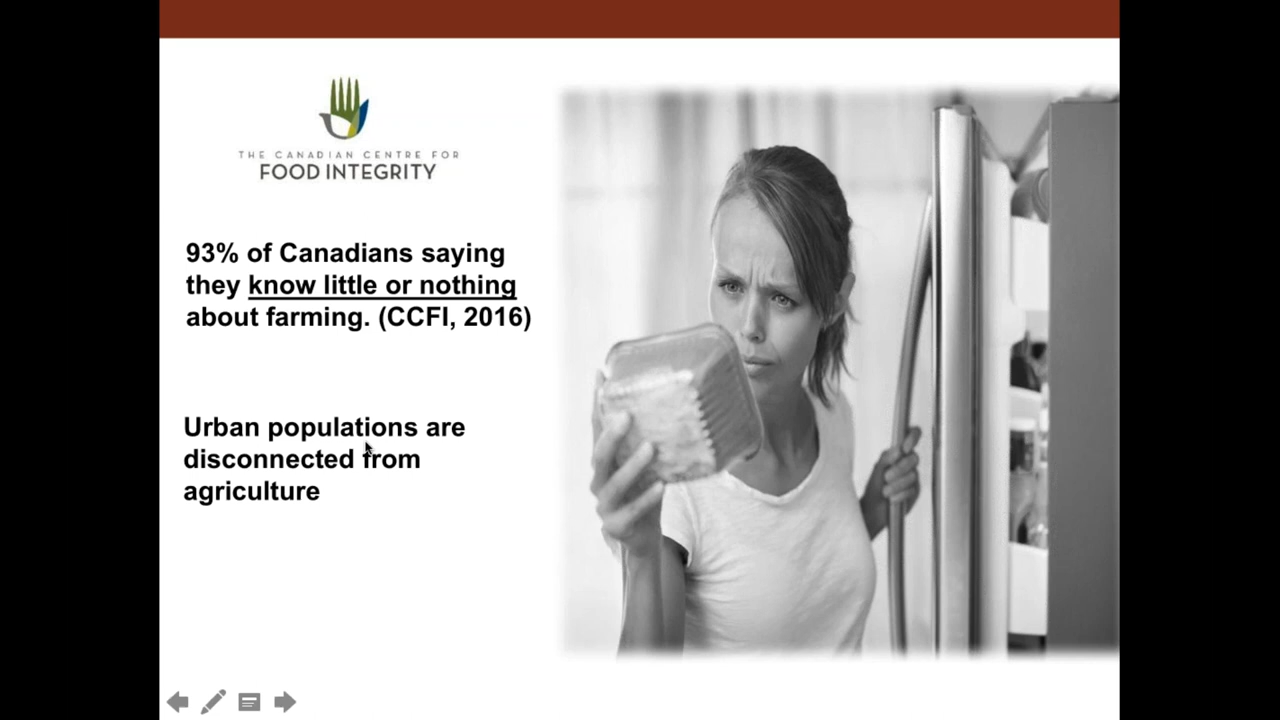 THE CANADIAN CENTRE FOR
FOOD INTEGRITY
93% of Canadians saying
they know little or nothing
about farming. (CCFI, 2016)
Urban populations are
disconnected from
agriculture